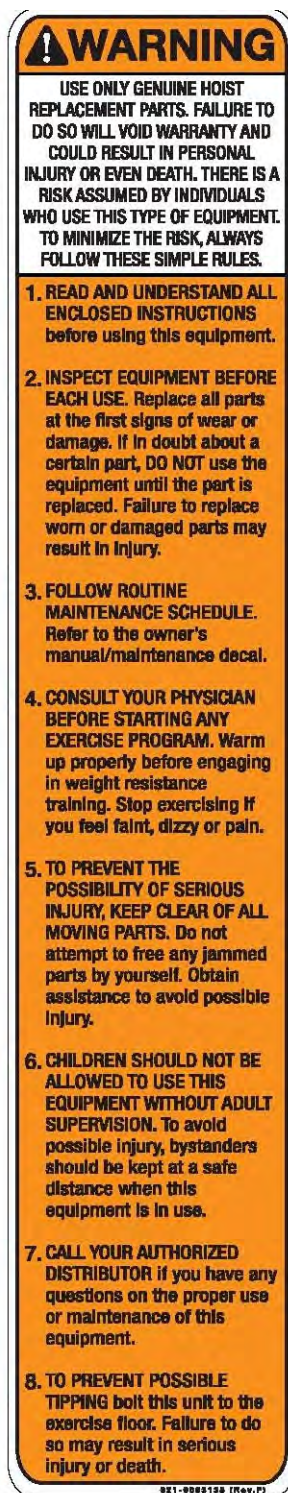 WARNING
USE ONLY GENUINE HOIST
REPLACEMENT PARTS. FAILURE TO
DO SO WILL VOID WARRANTY AND
COULD RESULT IN PERSONAL
INJURY OR EVEN DEATH. THERE IS A
RISK ASSUMED BY INDIVIDUALS
WHO USE THIS TYPE OF EQUIPMENT.
TO MINIMIZE THE RISK, ALWAYS
FOLLOW THESE SIMPLE RULES.
1. READ AND UNDERSTAND ALL
ENCLOSED INSTRUCTIONS
before using this equipment.
2. INSPECT EQUIPMENT BEFORE
EACH USE. Replace all parts
at the first signs of wear or
damage. If in doubt about a
certain part, DO NOT use the
equipment until the part is
replaced. Failure to replace
worn or damaged parts may
result in injury.
3. FOLLOW ROUTINE
MAINTENANCE SCHEDULE.
Refer to the owner's
manual/maintenance decal.
4. CONSULT YOUR PHYSICIAN
BEFORE STARTING ANY
EXERCISE PROGRAM. Warm
up properly before engaging
in weight resistance
training. Stop exercising if
you feel faint, dizzy or pain.
5. TO PREVENT THE
POSSIBILITY OF SERIOUS
INJURY, KEEP CLEAR OF ALL
MOVING PARTS. Do not
attempt to free any jammed
parts by yourself. Obtain
assistance to avoid possible
injury.
6. CHILDREN SHOULD NOT BE
ALLOWED TO USE THIS
EQUIPMENT WITHOUT ADULT
SUPERVISION. To avoid
possible injury, bystanders
should be kept at a safe
distance when this
equipment is in use.
7. CALL YOUR AUTHORIZED
DISTRIBUTOR if you have any
questions on the proper use
or maintenance of this
equipment.
8. TO PREVENT POSSIBLE
TIPPING bolt this unit to the
exercise floor. Failure to do
so may result in serious
injury or death.